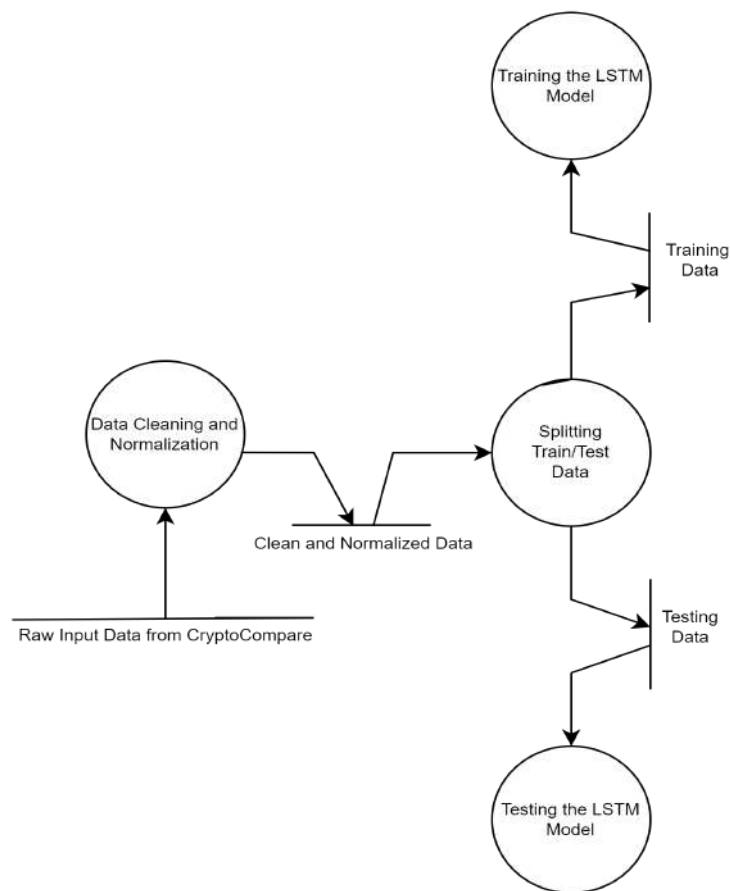 Training the LSTM
Model
Training
Data
Data Cleaning and
Normalization
Splitting
Train/Test
Data
Clean and Normalized Data
Raw Input Data from CryptoCompare
Testing
Data
Testing the LSTM
Model